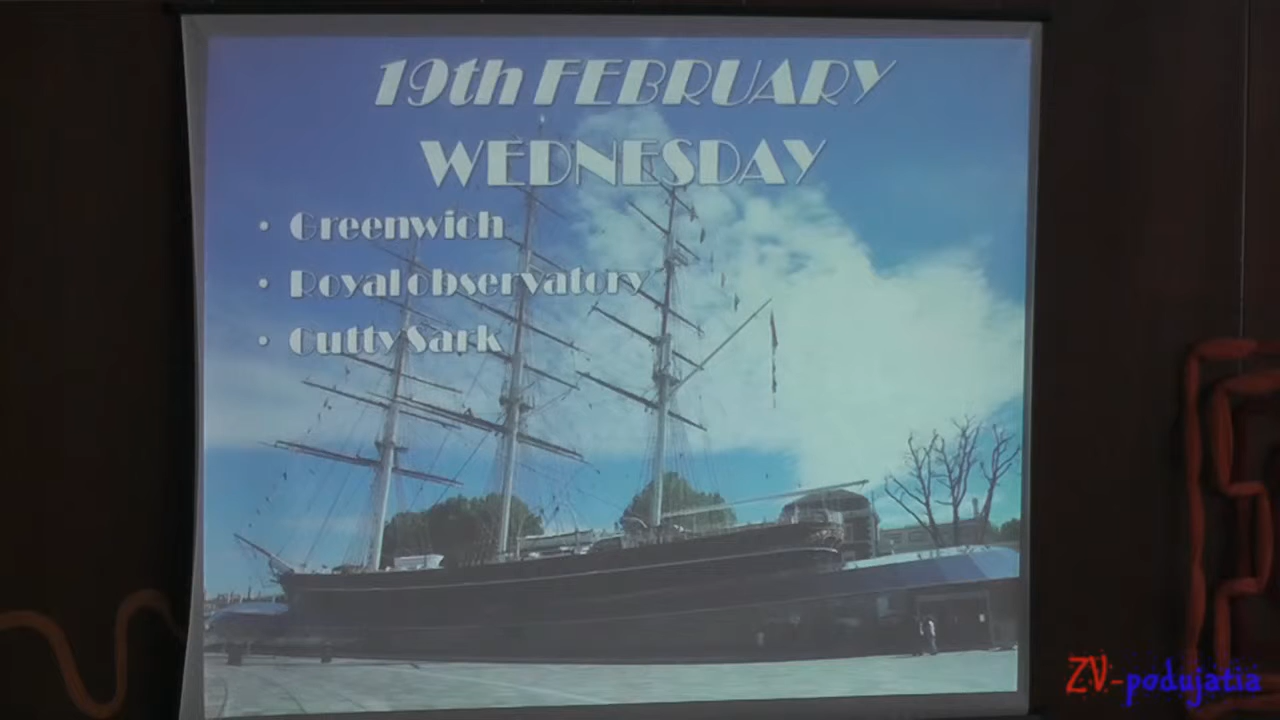 19th FEBRUARY
WEDNESDAY
• Greenwich
• Royal observatory
• Cutty Sark
ZV-podujatia